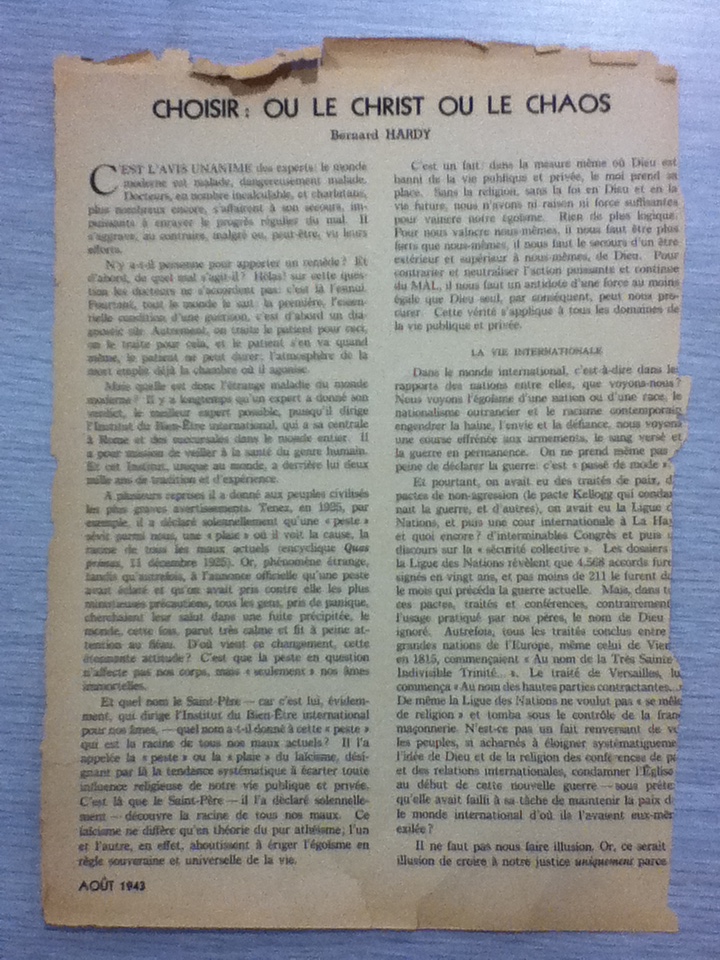 CHOISIR : OU LE CHRIST OU LE CHAOS
Bernard HARDY
C'EST L'AVIS UNANIME des experts: le monde
moderne est malade, dangereusement malade.
Docteurs, en nombre incalculable, et charlatans,
plus nombreux encore, s'affairent à son secours, im-
puissants à enrayer le progrès régulier du mal. Il
s'aggrave, au contraire, malgré ou, peut-être, vu leurs
efforts.
N'y a-t-il personne pour apporter un remède? Et
d'abord, de quel mal s'agit-il? Hélas! sur cette ques-
tion les docteurs ne s'accordent pas: c'est là l'ennui.
Pourtant, tout le monde le sait: la première, l'essen-
tielle condition d'une guérison, c'est d'abord un dia-
gnostic sûr. Autrement, on traite le patient pour ceci,
on le traite pour cela, et le patient s'en va quand
même, le patient ne peut durer: l'atmosphère de la
mort emplit déjà la chambre où il agonise.
Mais quelle est donc l'étrange maladie du monde
moderne? Il y a longtemps qu'un expert a donné son
verdict, le meilleur expert possible, puisqu'il dirige
l'Institut du Bien-Être international, qui a sa centrale
à Rome et des succursales dans le monde entier. Il
a pour mission de veiller à la santé du genre humain.
Et cet Institut, unique au monde, a derrière lui deux
mille ans de tradition et d'expérience.
A plusieurs reprises il a donné aux peuples civilisés
les plus graves avertissements. Tenez, en 1925, par
exemple, il a déclaré solennellement qu'une « peste »
sévit parmi nous, une « plaie » où il voit la cause, la
racine de tous les maux actuels (encyclique Quas
primas, 11 décembre 1925). Or, phénomène étrange,
tandis qu'autrefois, à l'annonce officielle qu'une peste
avait éclaté et qu'on avait pris contre elle les plus
minutieuses précautions, tous les gens, pris de panique,
cherchaient leur salut dans une fuite précipitée, le
monde, cette fois, parut très calme et fit à peine at-
tention au fléau. D'où vient ce changement, cette
étonnante attitude? C'est que la peste en question
n'affecte pas nos corps, mais « seulement » nos âmes
immortelles.
Et quel nom le Saint-Père — car c'est lui, évidem-
ment, qui dirige l'Institut du Bien-Être international
pour nos âmes, — quel nom a-t-il donné à cette « peste »
qui est la racine de tous nos maux actuels? Il l'a
appelée la « peste » ou la « plaie » du laïcisme, dési-
gnant par là la tendance systématique à écarter toute
influence religieuse de notre vie publique et privée.
C'est là que le Saint-Père — il l'a déclaré solennelle-
ment — découvre la racine de tous nos maux. Ce
laïcisme ne diffère qu'en théorie du pur athéisme; l'un
et l'autre, en effet, aboutissent à ériger l'égoïsme en
règle souveraine et universelle de la vie.
AOÛT 1943
C'est un fait: dans la mesure même où Dieu est
banni de la vie publique et privée, le moi prend sa
place. Sans la religion, sans la foi en Dieu et en la
vie future, nous n'avons ni raison ni force suffisantes
pour vaincre notre égoïsme. Rien de plus logique.
Pour nous vaincre nous-mêmes, il nous faut être plus
forts que nous-mêmes, il nous faut le secours d'un être
extérieur et supérieur à nous-mêmes, de Dieu. Pour
contrarier et neutraliser l'action puissante et continue
du MAL, il nous faut un antidote d'une force au moins
égale que Dieu seul, par conséquent, peut nous pro-
curer. Cette vérité s'applique à tous les domaines de
la vie publique et privée.
LA VIE INTERNATIONALE
Dans le monde international, c'est-à-dire dans les
rapports des nations entre elles, que voyons-nous?
Nous voyons l'égoïsme d'une nation ou d'une race, le
nationalisme outrancier et le racisme contemporain
engendrer la haine, l'envie et la défiance, nous voyons
une course effrénée aux armements, le sang versé et
la guerre en permanence. On ne prend même pas
peine de déclarer la guerre: c'est « passé de mode ».
Et pourtant, on avait eu des traités de paix, d
pactes de non-agression (le pacte Kellogg qui condam
nait la guerre, et d'autres), on avait eu la Ligue d
Nations, et puis une cour internationale à La Hay
et quoi encore? d'interminables Congrès et puis d
discours sur la « sécurité collective ». Les dossiers
la Ligue des Nations révèlent que 4,568 accords fure
signés en vingt ans, et pas moins de 211 le furent da
le mois qui précéda la guerre actuelle. Mais, dans to
ces pactes, traités et conférences, contrairement
l'usage pratiqué par nos pères, le nom de Dieu
ignoré. Autrefois, tous les traités conclus entre
grandes nations de l'Europe, même celui de Vien
en 1815, commençaient « Au nom de la Très Sainte
Indivisible Trinité... ». Le traité de Versailles, lu
commença « Au nom des hautes parties contractantes...
De même la Ligue des Nations ne voulut pas « se mêle
de religion » et tomba sous le contrôle de la fran
maçonnerie. N'est-ce pas un fait renversant de vo
les peuples, si acharnés à éloigner systématiqueme
l'idée de Dieu et de la religion des conférences de pa
et des relations internationales, condamner l'Église
au début de cette nouvelle guerre — sous préte
qu'elle avait failli à sa tâche de maintenir la paix d
le monde international d'où ils l'avaient eux-mêm
exilée?
Il ne faut pas nous faire illusion. Or, ce serait
illusion de croire à notre justice uniquement parce